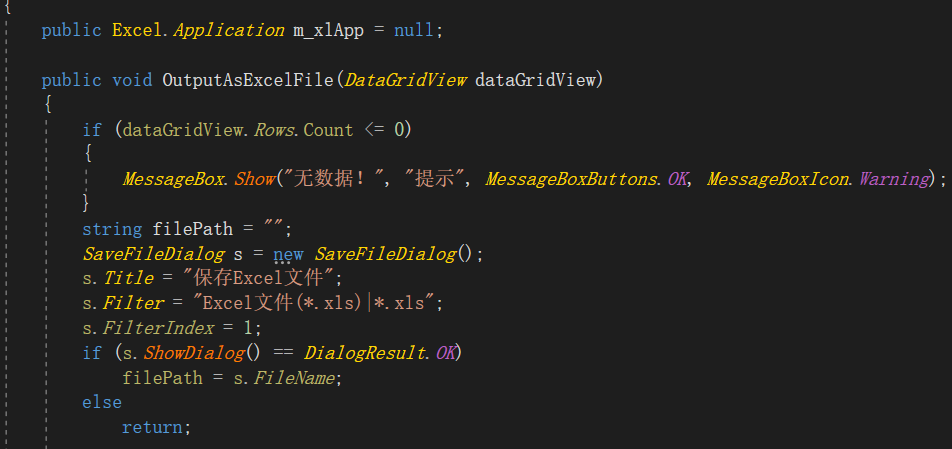 {
public Excel.Application m_xlApp = null;
public void OutputAsExcelFile(DataGridView dataGridView)
{
if (dataGridView.Rows.Count <= 0)
{
MessageBox.Show("无数据！", "提示", MessageBoxButtons.OK, MessageBoxIcon.Warning);
}
string filePath = "";
SaveFileDialog s = new SaveFileDialog();
s.Title = "保存Excel文件";
s.Filter = "Excel文件(*.xls)|*.xls";
s.FilterIndex = 1;
if (s.ShowDialog() == DialogResult.OK)
filePath = s.FileName;
else
return;